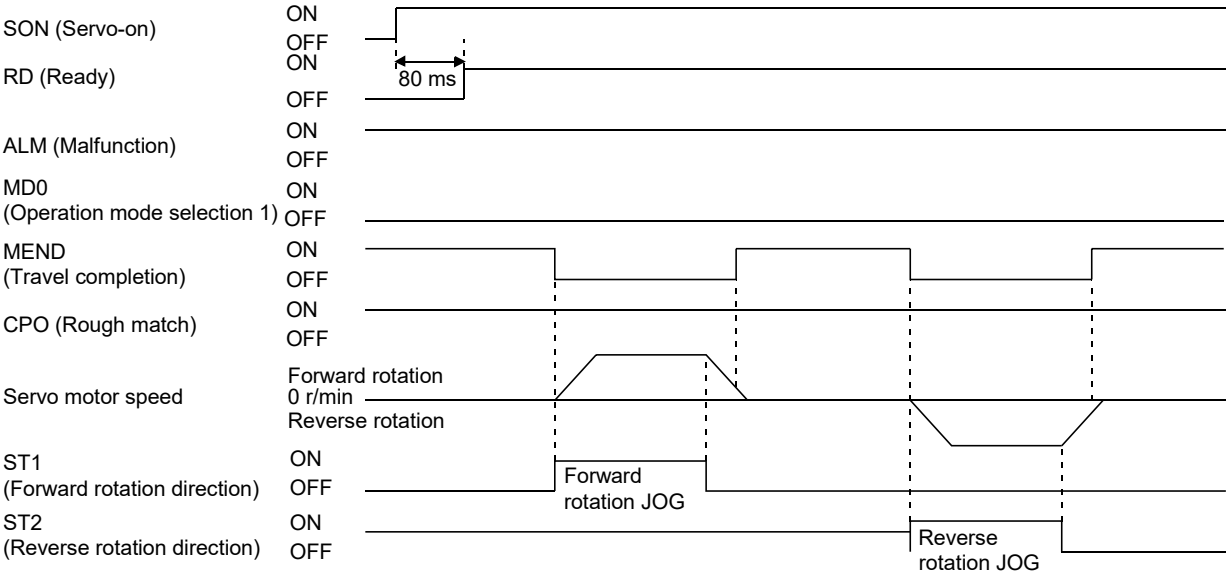 SON (Servo-on)
ON
OFF
RD (Ready)
ON
OFF
80 ms
ALM (Malfunction)
ON
OFF
MD0
(Operation mode selection 1)
ON
OFF
MEND
(Travel completion)
ON
OFF
CPO (Rough match)
ON
OFF
Servo motor speed
Forward rotation
0 r/min
Reverse rotation
ST1
(Forward rotation direction)
ON
OFF
Forward
rotation JOG
ST2
(Reverse rotation direction)
ON
OFF
Reverse
rotation JOG